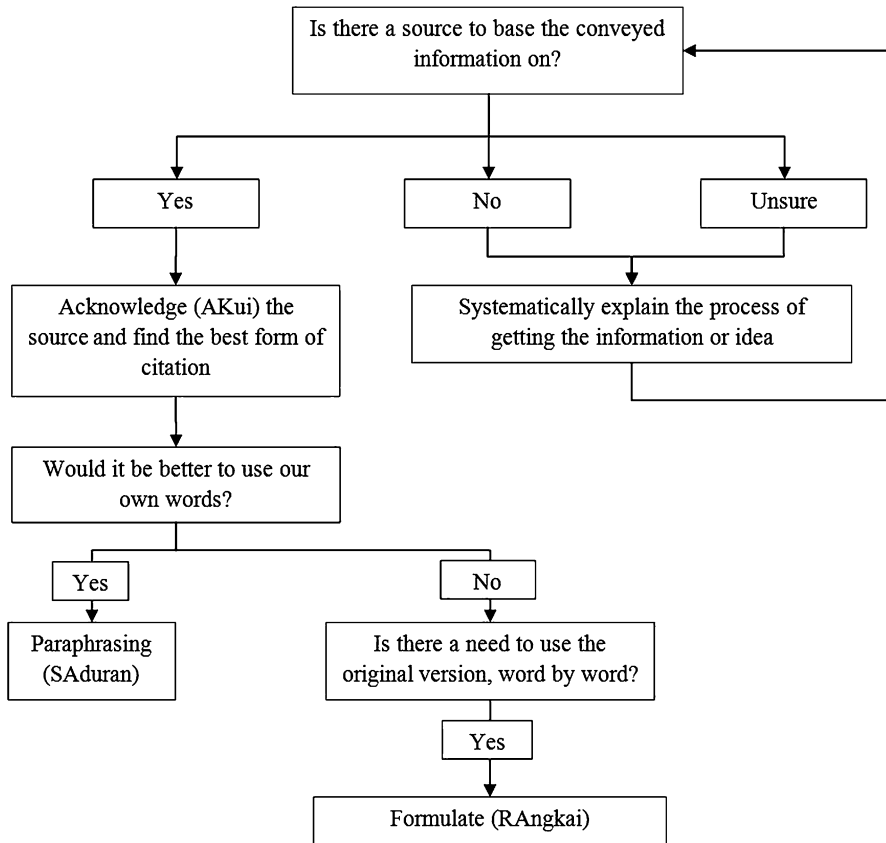 Is there a source to base the conveyed
information on?
Yes
No
Unsure
Acknowledge (AKui) the
source and find the best form of
citation
Systematically explain the process of
getting the information or idea
Would it be better to use our
own words?
Yes
No
Paraphrasing
(SAduran)
Is there a need to use the
original version, word by word?
Yes
Formulate (RAngkai)